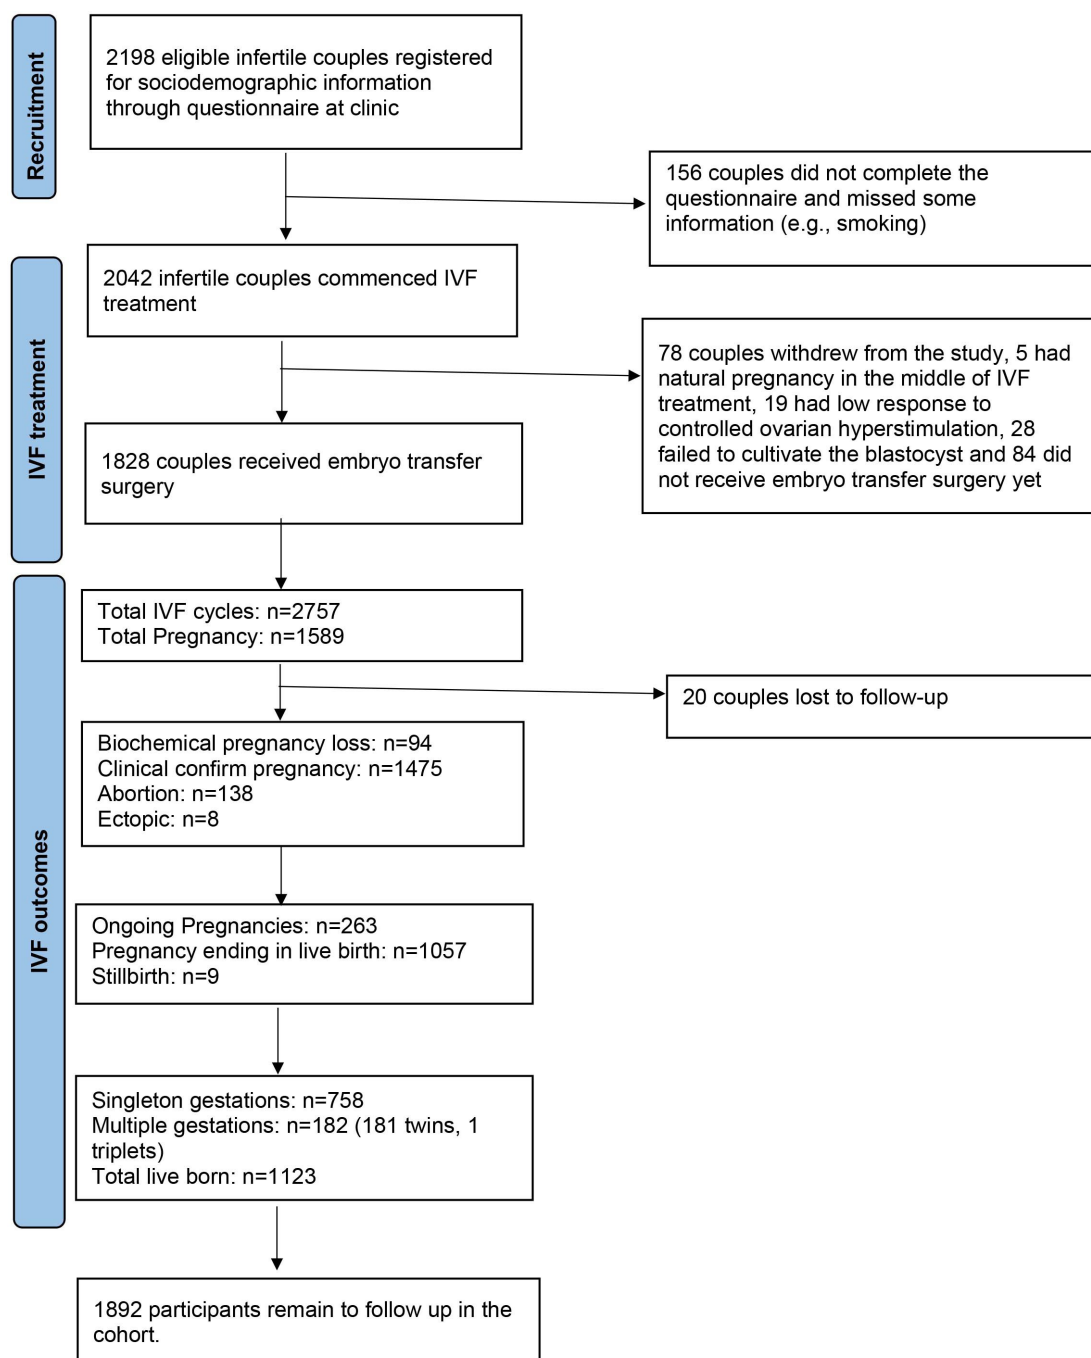 Recruitment
2198 eligible infertile couples registered
for sociodemographic information
through questionnaire at clinic
156 couples did not complete the
questionnaire and missed some
information (e.g., smoking)
IVF treatment
2042 infertile couples commenced IVF
treatment
78 couples withdrew from the study, 5 had
natural pregnancy in the middle of IVF
treatment, 19 had low response to
controlled ovarian hyperstimulation, 28
failed to cultivate the blastocyst and 84 did
not receive embryo transfer surgery yet
1828 couples received embryo transfer
surgery
IVF outcomes
Total IVF cycles: n=2757
Total Pregnancy: n=1589
20 couples lost to follow-up
Biochemical pregnancy loss: n=94
Clinical confirm pregnancy: n=1475
Abortion: n=138
Ectopic: n=8
Ongoing Pregnancies: n=263
Pregnancy ending in live birth: n=1057
Stillbirth: n=9
Singleton gestations: n=758
Multiple gestations: n=182 (181 twins, 1
triplets)
Total live born: n=1123
1892 participants remain to follow up in the
cohort.